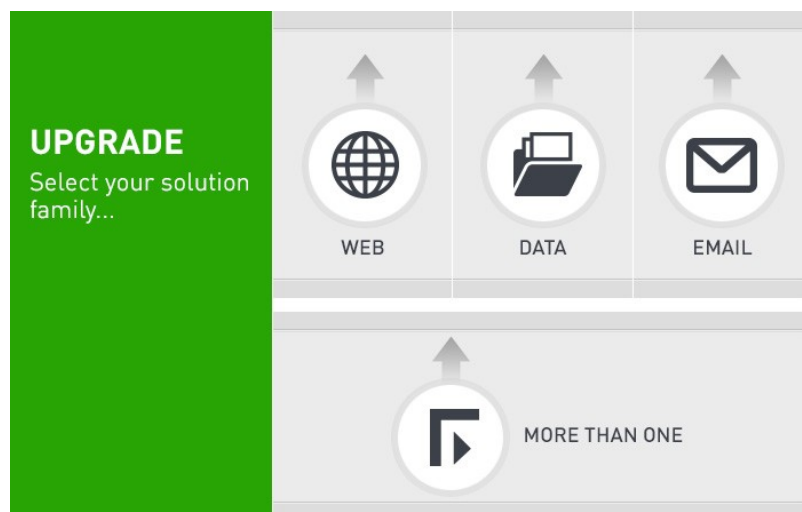 UPGRADE
Select your solution
family...
WEB
DATA
EMAIL
MORE THAN ONE